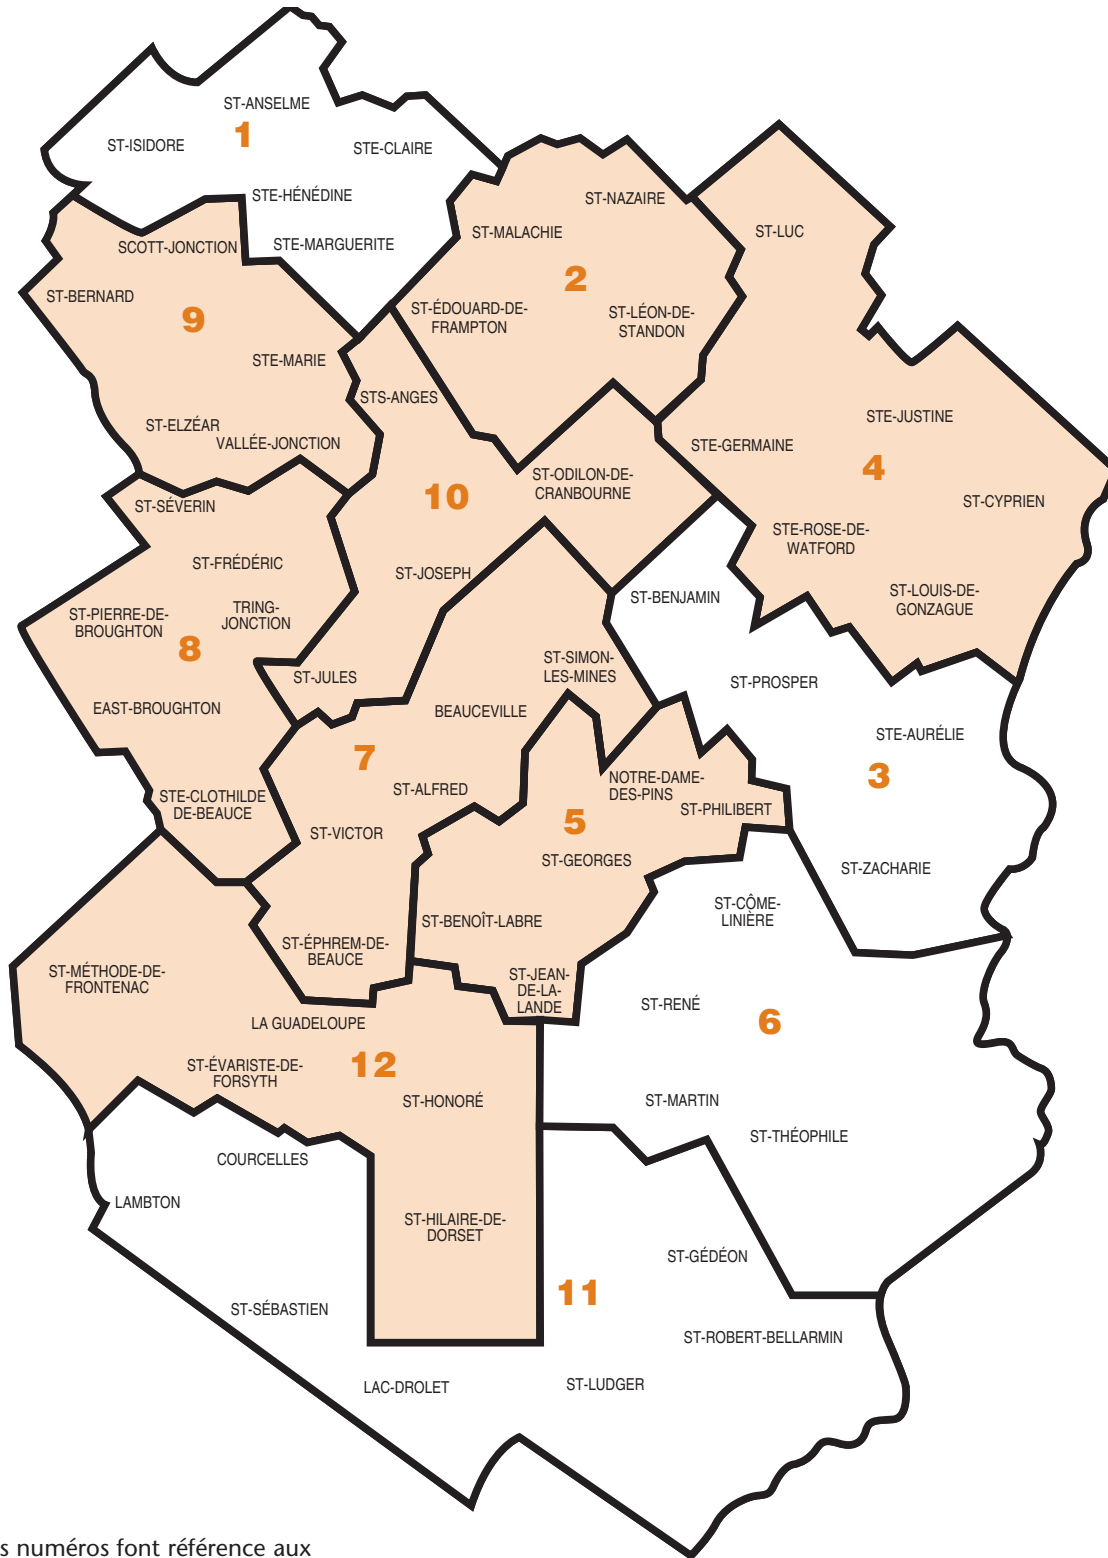 ST-ANSELME
1
ST-ISIDORE
STE-CLAIRE
STE-HÉNÉDINE
STE-MARGUERITE
ST-NAZAIRE
ST-MALACHIE
2
ST-ÉDOUARD-DE-
FRAMPTON
ST-LÉON-DE-
STANDON
ST-LUC
STE-JUSTINE
STE-GERMAINE
4
ST-CYPRIEN
STE-ROSE-DE-
WATFORD
ST-LOUIS-DE-
GONZAGUE
SCOTT-JONCTION
ST-BERNARD
9
STE-MARIE
ST-ELZÉAR
VALLÉE-JONCTION
STS-ANGES
ST-ODILON-DE-
CRANBOURNE
10
ST-JOSEPH
ST-JULES
ST-SÉVERIN
ST-FRÉDÉRIC
ST-PIERRE-DE-
BROUGHTON
TRING-
JONCTION
8
EAST-BROUGHTON
STE-CLOTHILDE
DE-BEAUCE
ST-SIMON-
LES-MINES
BEAUCEVILLE
7
ST-ALFRED
ST-VICTOR
ST-ÉPHREM-DE-
BEAUCE
NOTRE-DAME-
DES-PINS
ST-PHILIBERT
5
ST-GEORGES
ST-BENOÎT-LABRE
ST-JEAN-
DE-LA-
LANDE
ST-BENJAMIN
ST-PROSPER
STE-AURÉLIE
3
ST-ZACHARIE
ST-CÔME-
LINIÈRE
ST-RENÉ
6
ST-MARTIN
ST-THÉOPHILE
ST-MÉTHODE-DE-
FRONTENAC
LA GUADELOUPE
12
ST-ÉVARISTE-DE-
FORSYTH
ST-HONORÉ
ST-HILAIRE-DE-
DORSET
COURCELLES
LAMBTON
ST-SÉBASTIEN
LAC-DROLET
11
ST-GÉDÉON
ST-ROBERT-BELLARMIN
ST-LUDGER
s numéros font référence aux